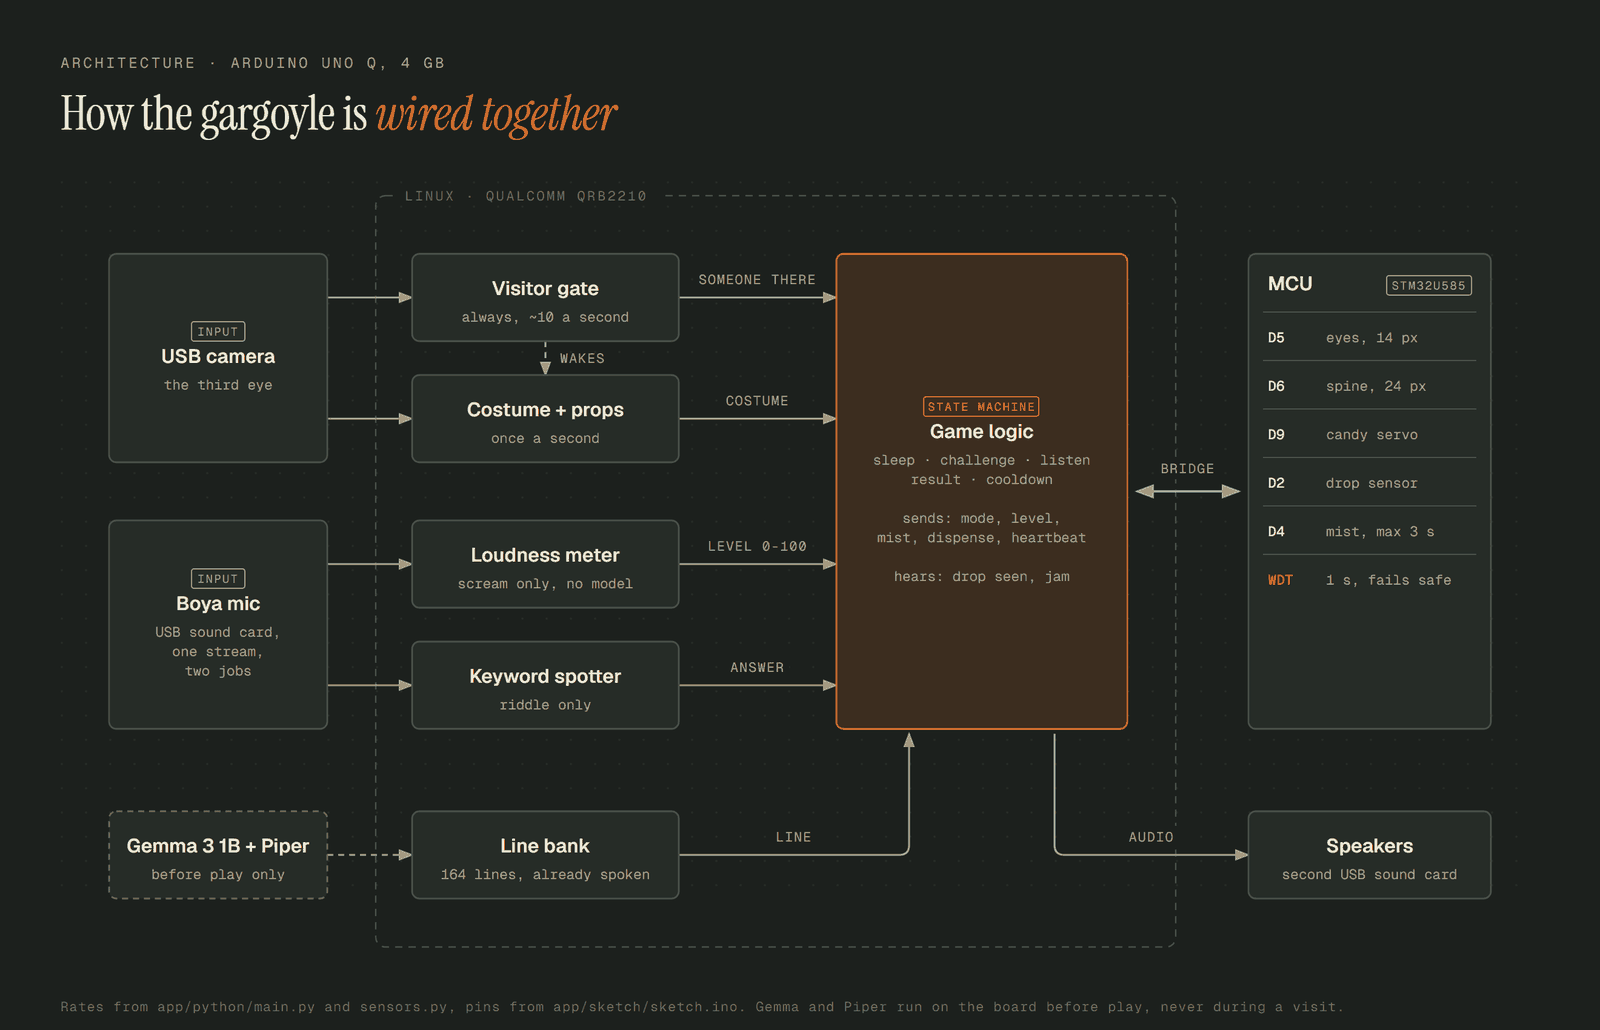 ARCHITECTURE · ARDUINO UNO Q, 4 GB
How the gargoyle is wired together
LINUX · QUALCOMM QRB2210
INPUT
USB camera
the third eye
Visitor gate
always, ~10 a second
SOMEONE THERE
WAKES
Costume + props
once a second
COSTUME
INPUT
Boya mic
USB sound card,
one stream,
two jobs
Loudness meter
scream only, no model
LEVEL 0-100
Keyword spotter
riddle only
ANSWER
STATE MACHINE
Game logic
sleep · challenge · listen
result · cooldown
sends: mode, level,
mist, dispense, heartbeat
hears: drop seen, jam
BRIDGE
MCU STM32U585
D5 eyes, 14 px
D6 spine, 24 px
D9 candy servo
D2 drop sensor
D4 mist, max 3 s
WDT 1 s, fails safe
Gemma 3 1B + Piper
before play only
Line bank
164 lines, already spoken
LINE
AUDIO
Speakers
second USB sound card
Rates from app/python/main.py and sensors.py, pins from app/sketch/sketch.ino. Gemma and Piper run on the board before play, never during a visit.